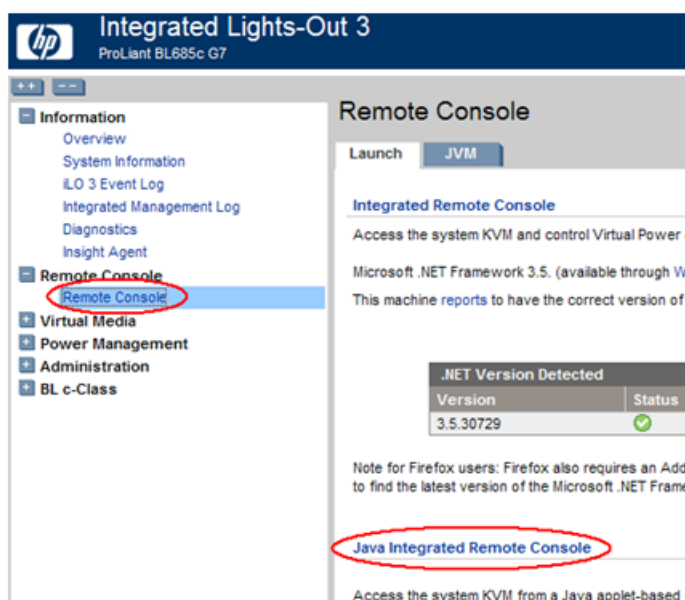 hp
Integrated Lights-Out 3
ProLiant BL685c G7
++ --
Information
Overview
System Information
iLO 3 Event Log
Integrated Management Log
Diagnostics
Insight Agent
Remote Console
Remote Console
Virtual Media
Power Management
Administration
BL c-Class
Remote Console
Launch JVM
Integrated Remote Console
Access the system KVM and control Virtual Power
Microsoft .NET Framework 3.5. (available through W
This machine reports to have the correct version of
.NET Version Detected
Version Status
3.5.30729
Note for Firefox users: Firefox also requires an Add
to find the latest version of the Microsoft .NET Frame
Java Integrated Remote Console
Access the system KVM from a Java applet-based